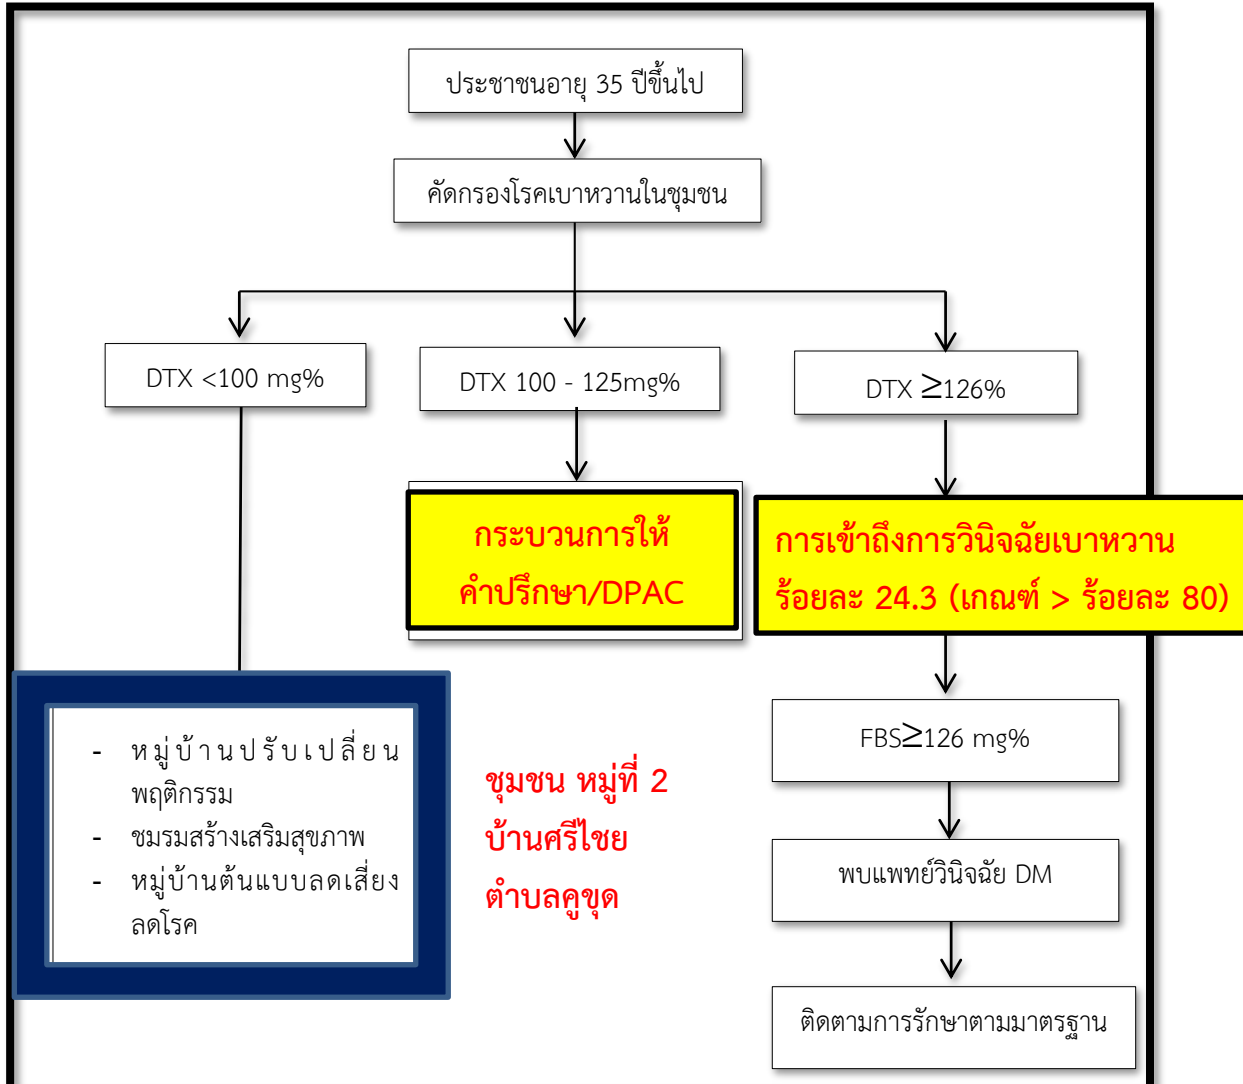 ประชาชนอายุ 35 ปีขึ้นไป
คัดกรองโรคเบาหวานในชุมชน
DTX <100 mg%
DTX 100 - 125mg%
DTX ≥126%
กระบวนการให้
คำปรึกษา/DPAC
การเข้าถึงการวินิจฉัยเบาหวาน
ร้อยละ 24.3 (เกณฑ์ > ร้อยละ 80)
- หมู่บ้านปรับเปลี่ยน
พฤติกรรม
- ชมรมสร้างเสริมสุขภาพ
- หมู่บ้านต้นแบบลดเสี่ยง
ลดโรค
ชุมชน หมู่ที่ 2
บ้านศรีไชย
ตำบลคูขุด
FBS≥126 mg%
พบแพทย์วินิจฉัย DM
ติดตามการรักษาตามมาตรฐาน